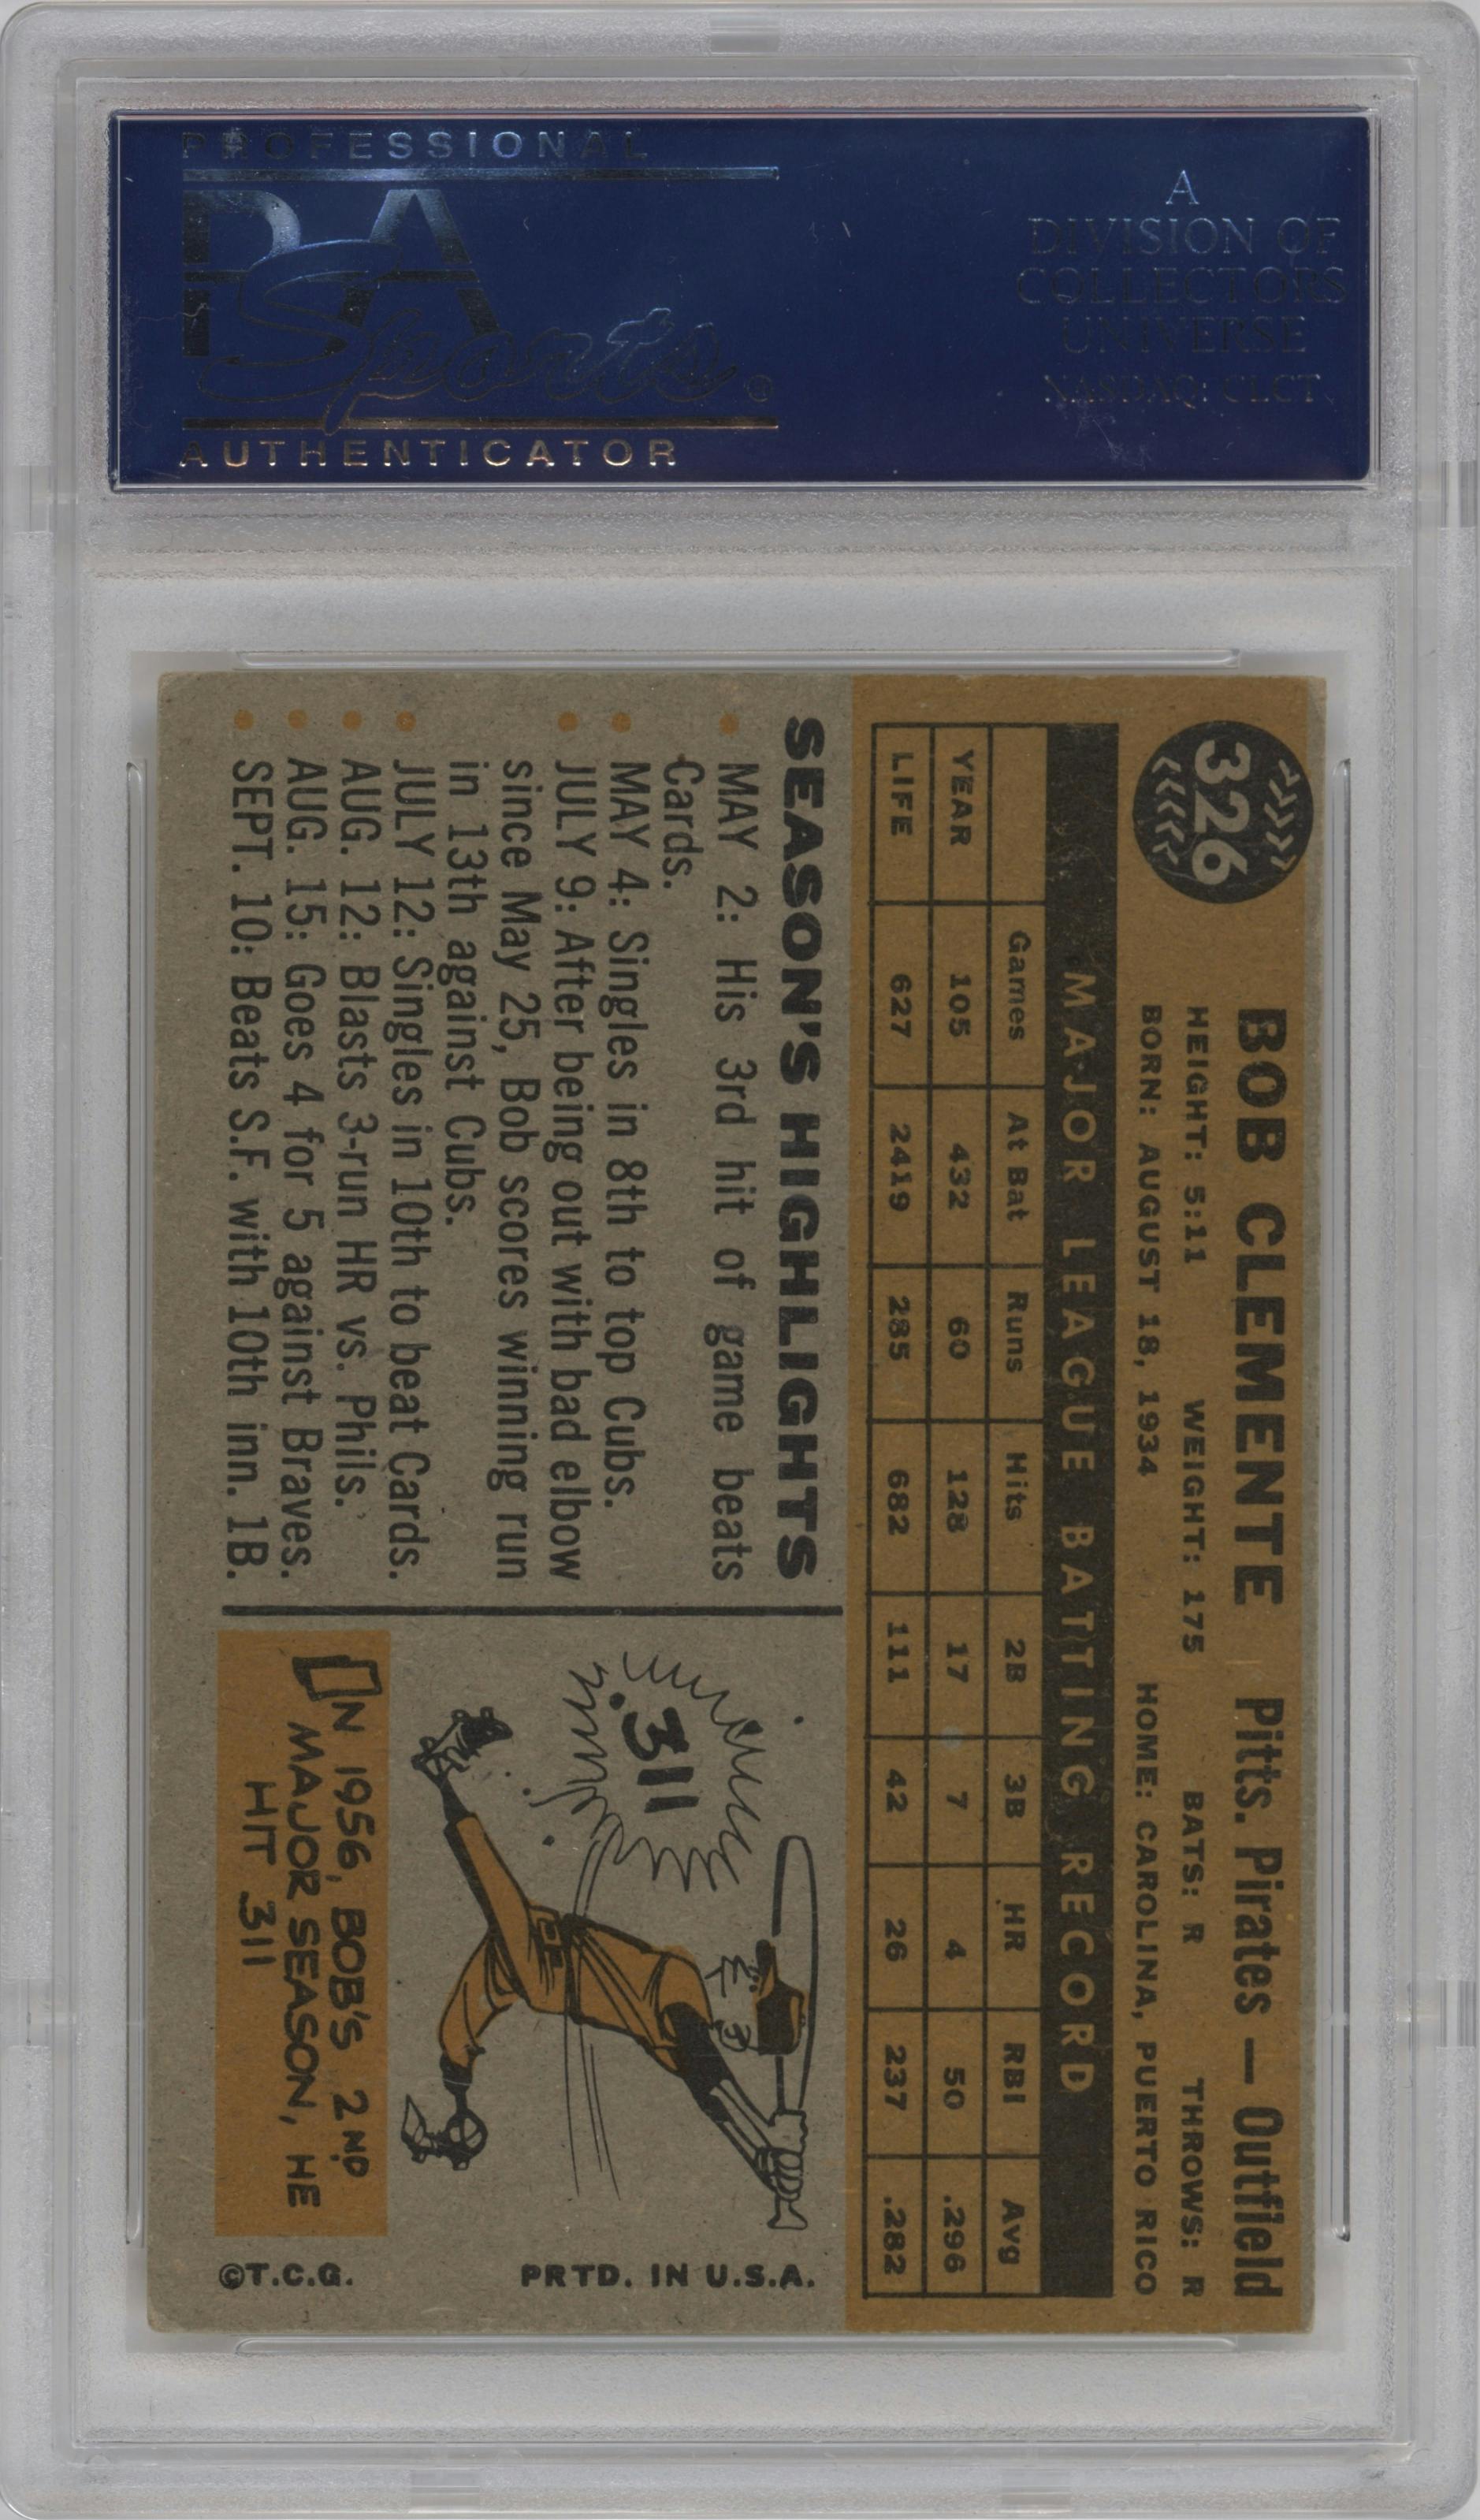 PROFESSIONAL
PSA
Sports®
AUTHENTICATOR
A
DIVISION OF
COLLECTORS
UNIVERSE
NASDAQ: CLCT
326
BOB CLEMENTE Pitts. Pirates — Outfield
HEIGHT: 5:11 WEIGHT: 175 BATS: R THROWS: R
BORN: AUGUST 18, 1934 HOME: CAROLINA, PUERTO RICO
MAJOR LEAGUE BATTING RECORD
Games At Bat Runs Hits 2B 3B HR RBI Avg
YEAR 105 432 60 128 17 7 4 50 .296
LIFE 627 2419 285 682 111 42 26 237 .282
SEASON'S HIGHLIGHTS
• MAY 2: His 3rd hit of game beats
Cards.
• MAY 4: Singles in 8th to top Cubs.
• JULY 9: After being out with bad elbow
since May 25, Bob scores winning run
in 13th against Cubs.
• JULY 12: Singles in 10th to beat Cards.
• AUG. 12: Blasts 3-run HR vs. Phils.
• AUG. 15: Goes 4 for 5 against Braves.
• SEPT. 10: Beats S.F. with 10th inn. 1B.
.311
IN 1956, BOB'S 2ND
MAJOR SEASON, HE
HIT .311
PRTD. IN U.S.A.
©T.C.G.